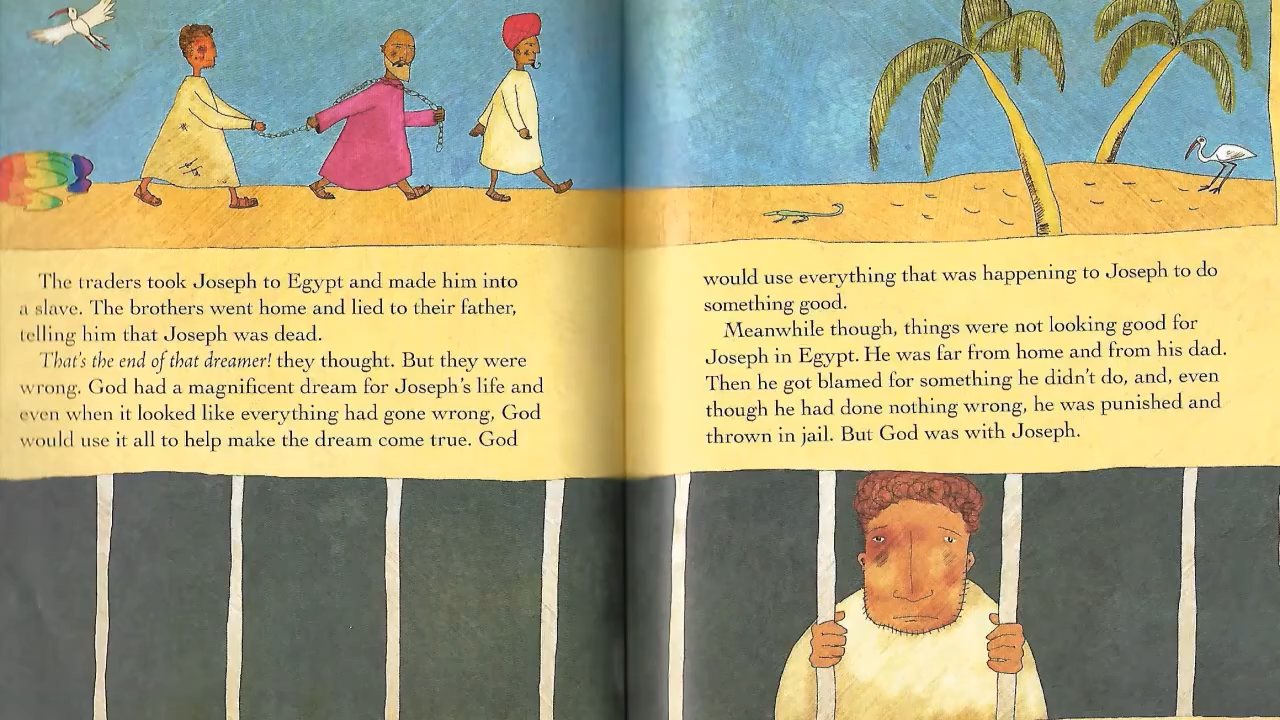 The traders took Joseph to Egypt and made him into
a slave. The brothers went home and lied to their father,
telling him that Joseph was dead.
That's the end of that dreamer! they thought. But they were
wrong. God had a magnificent dream for Joseph's life and
even when it looked like everything had gone wrong, God
would use it all to help make the dream come true. God
would use everything that was happening to Joseph to do
something good.
Meanwhile though, things were not looking good for
Joseph in Egypt. He was far from home and from his dad.
Then he got blamed for something he didn't do, and, even
though he had done nothing wrong, he was punished and
thrown in jail. But God was with Joseph.